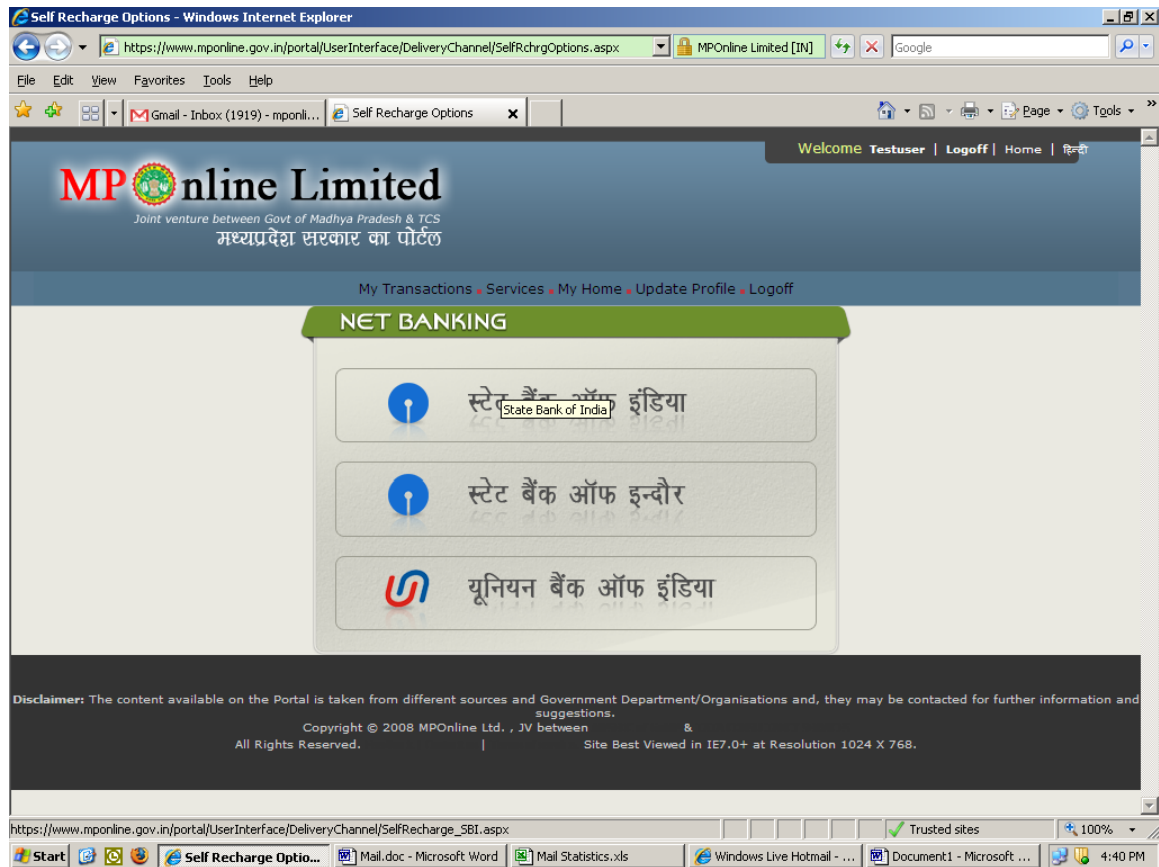 Self Recharge Options - Windows Internet Explorer
https://www.mponline.gov.in/portal/UserInterface/DeliveryChannel/SelfRchrgOptions.aspx MPOnline Limited [IN] Google
File Edit View Favorites Tools Help
Gmail - Inbox (1919) - mponli... Self Recharge Options Page Tools »
Welcome Testuser | Logoff | Home | हिन्दी
MPOnline Limited
Joint venture between Govt of Madhya Pradesh & TCS
मध्यप्रदेश सरकार का पोर्टल
My Transactions Services My Home Update Profile Logoff
NET BANKING
स्टेट बैंक ऑफ इंडिया
State Bank of India
स्टेट बैंक ऑफ इन्दौर
यूनियन बैंक ऑफ इंडिया
Disclaimer: The content available on the Portal is taken from different sources and Government Department/Organisations and, they may be contacted for further information and
suggestions.
Copyright © 2008 MPOnline Ltd. , JV between &
All Rights Reserved. | Site Best Viewed in IE7.0+ at Resolution 1024 X 768.
https://www.mponline.gov.in/portal/UserInterface/DeliveryChannel/SelfRecharge_SBI.aspx Trusted sites 100%
Start Self Recharge Optio... Mail.doc - Microsoft Word Mail Statistics.xls Windows Live Hotmail - ... Document1 - Microsoft ... 4:40 PM